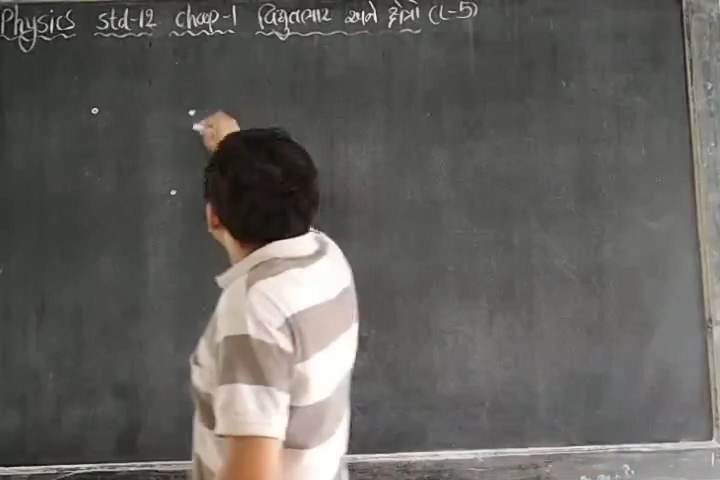 Physics std-12 chap-1 વિદ્યુતભાર અને ક્ષેત્રો (L-5)